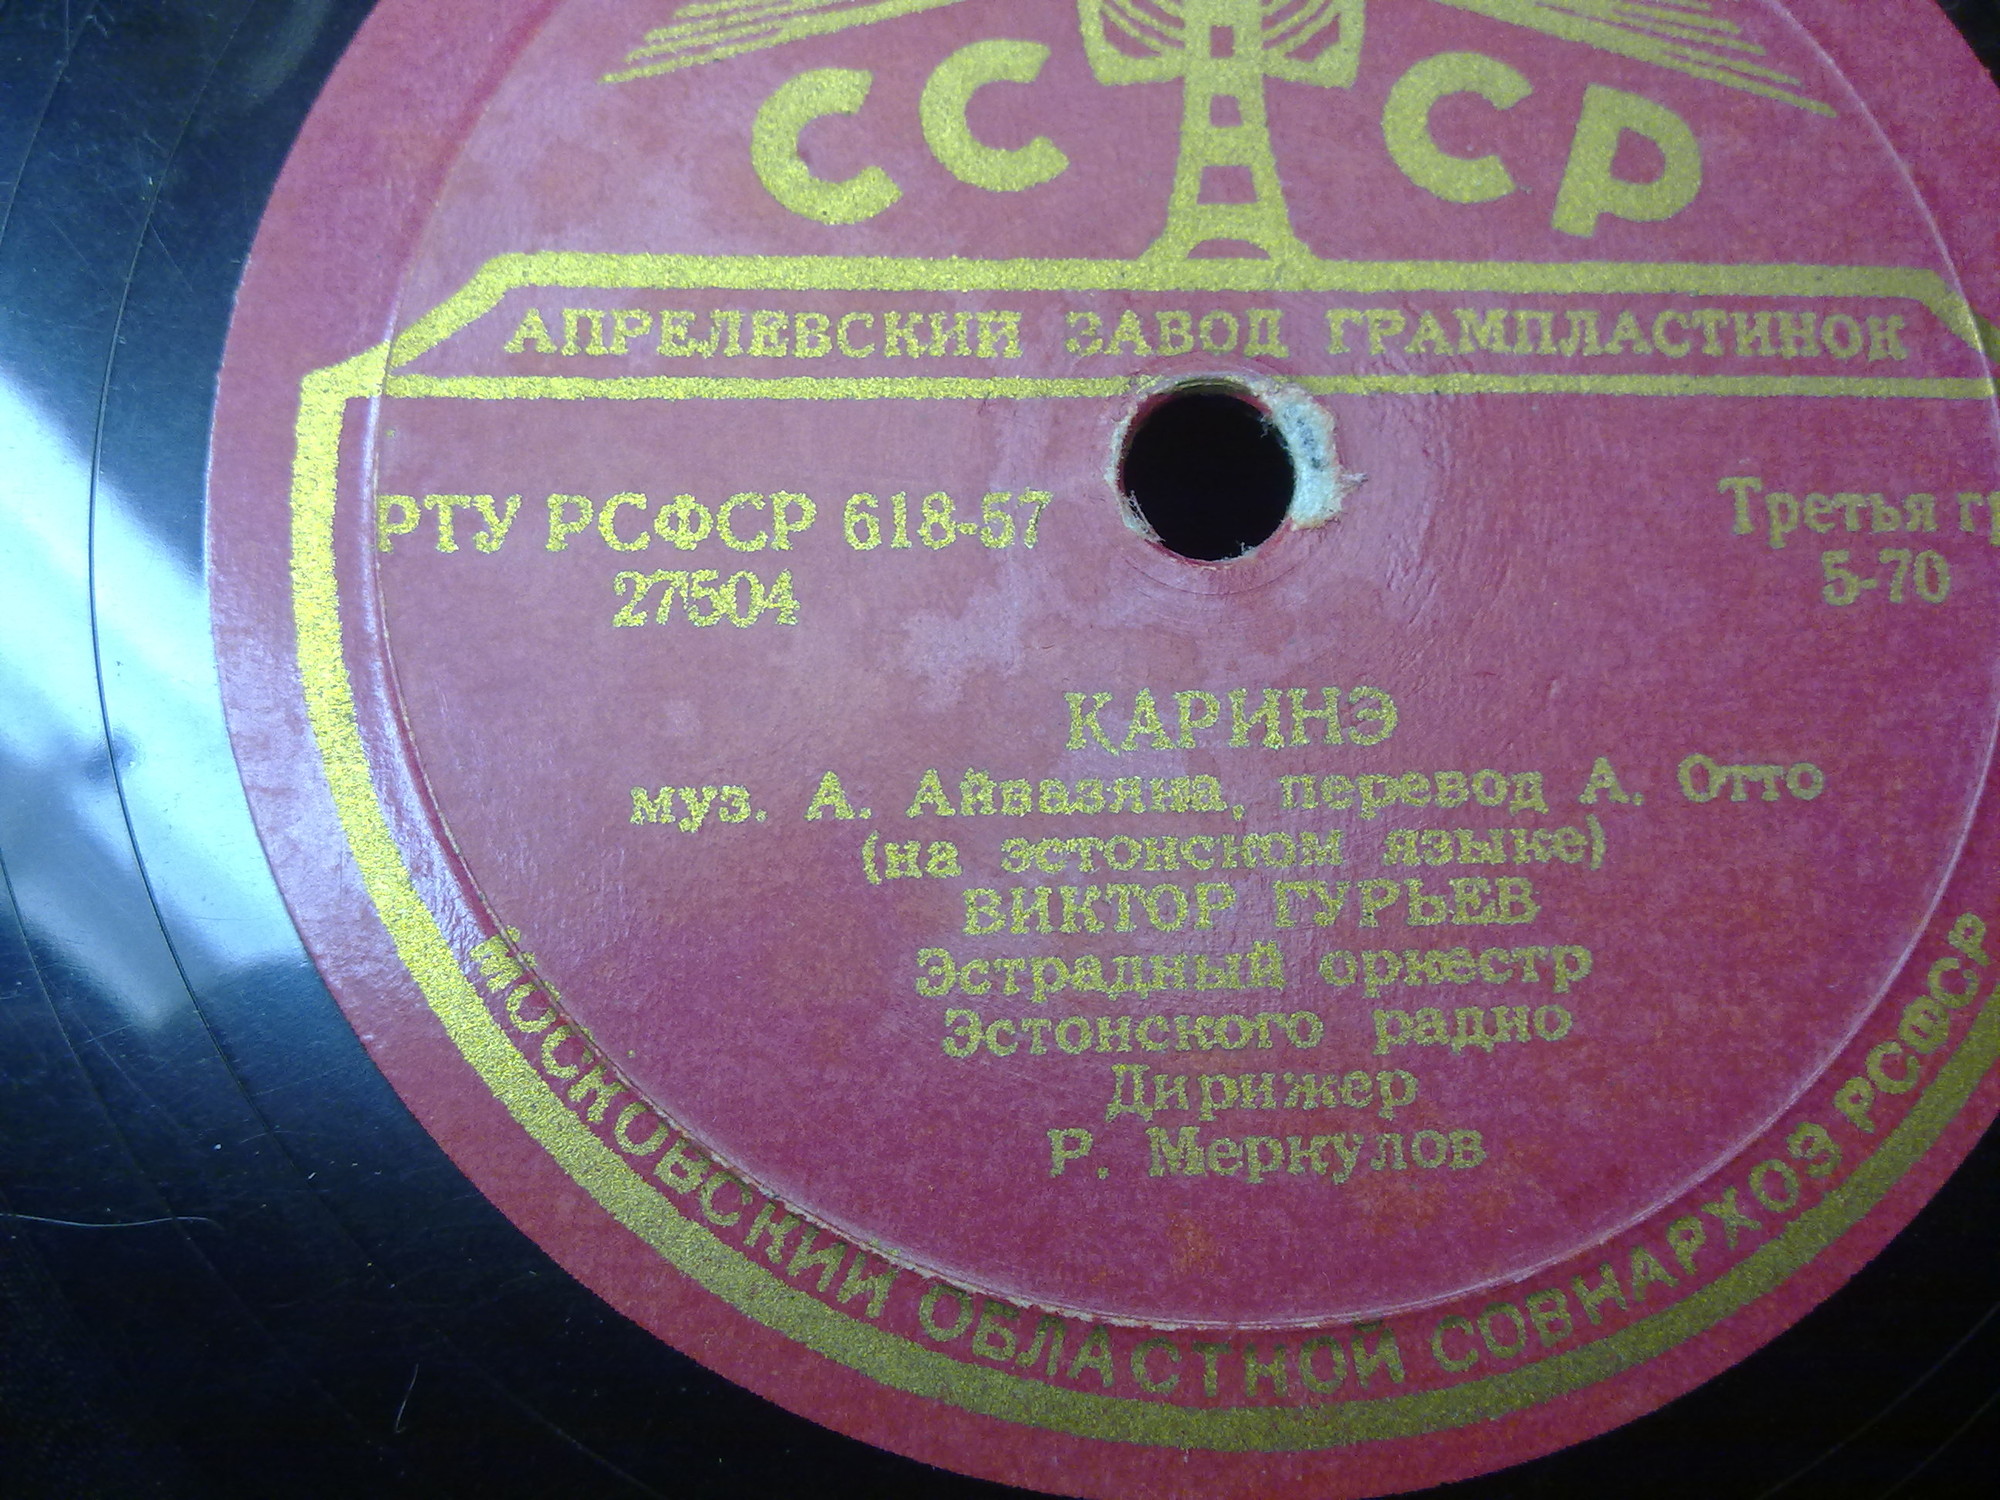 СССР
АПРЕЛЕВСКИЙ ЗАВОД ГРАМПЛАСТИНОК
РТУ РСФСР 618-57
27504
Третья
5-70
КАРИНЭ
муз. А. Айвазяна, перевод А. Отто
(на эстонском языке)
ВИКТОР ГУРЬЕВ
Эстрадный оркестр
Эстонского радио
Дирижер
Р. Меркулов
МОСКОВСКИЙ ОБЛАСТНОЙ СОВНАРХОЗ РСФСР